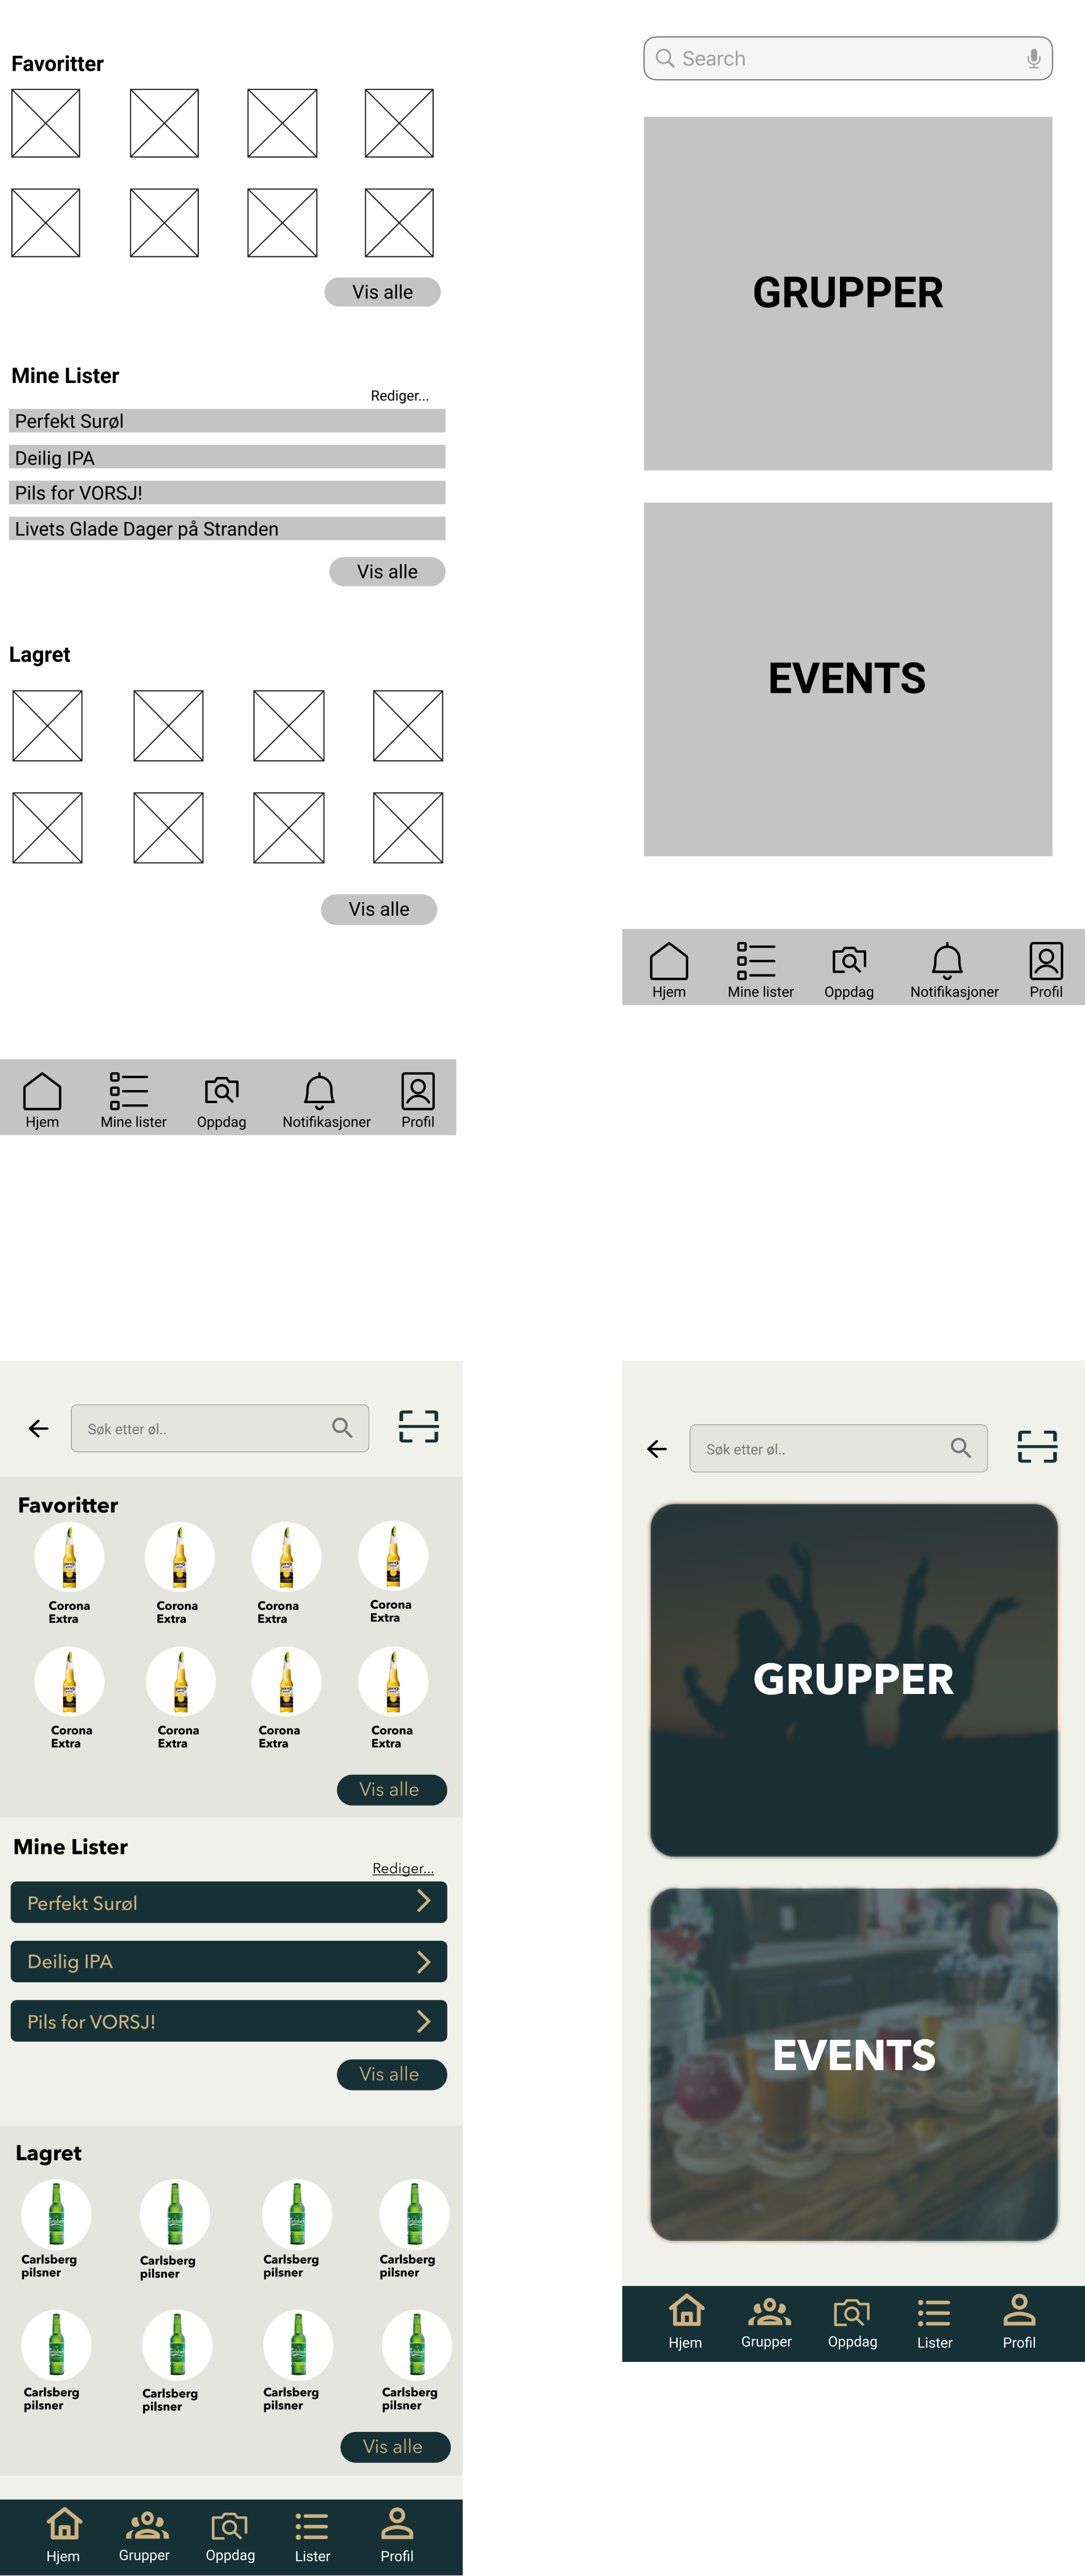 Favoritter
Vis alle
Mine Lister
Rediger...
Perfekt Surøl
Deilig IPA
Pils for VORSJ!
Livets Glade Dager på Stranden
Vis alle
Lagret
Vis alle
Hjem Mine lister Oppdag Notifikasjoner Profil
Search
GRUPPER
EVENTS
Hjem Mine lister Oppdag Notifikasjoner Profil
Søk etter øl..
Favoritter
Corona Corona Corona Corona
Extra Extra Extra Extra
Corona Corona Corona Corona
Extra Extra Extra Extra
Vis alle
Mine Lister
Rediger...
Perfekt Surøl
Deilig IPA
Pils for VORSJ!
Vis alle
Lagret
Carlsberg Carlsberg Carlsberg Carlsberg
pilsner pilsner pilsner pilsner
Carlsberg Carlsberg Carlsberg Carlsberg
pilsner pilsner pilsner pilsner
Vis alle
Hjem Grupper Oppdag Lister Profil
Søk etter øl..
GRUPPER
EVENTS
Hjem Grupper Oppdag Lister Profil